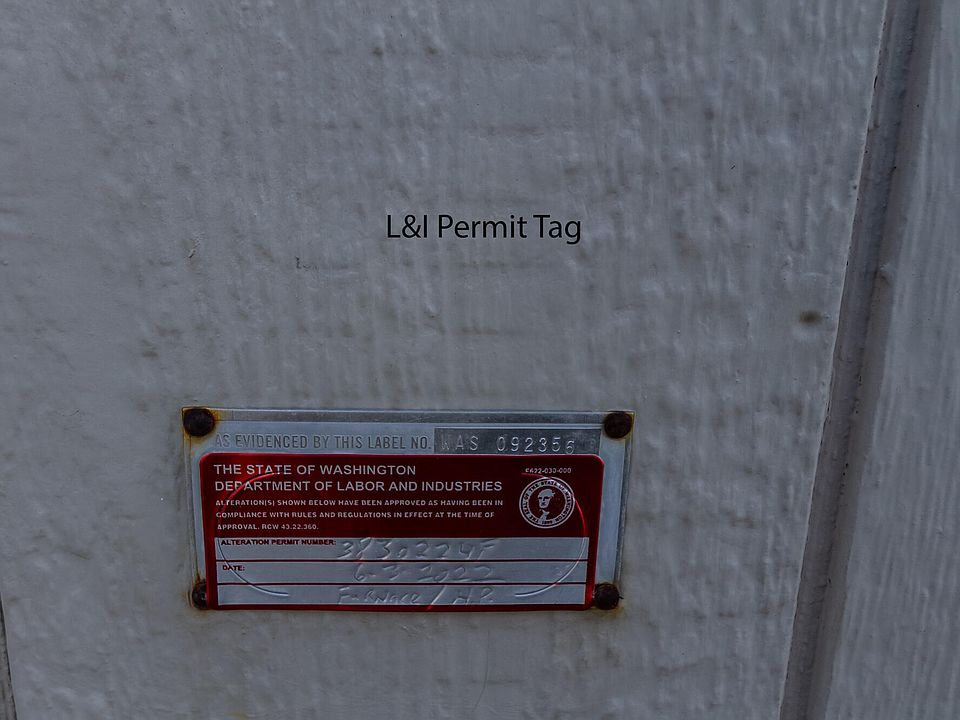 L&I Permit Tag
AS EVIDENCED BY THIS LABEL NO. WAS 092356
THE STATE OF WASHINGTON
DEPARTMENT OF LABOR AND INDUSTRIES
F622-030-000
ALTERATION(S) SHOWN BELOW HAVE BEEN APPROVED AS HAVING BEEN IN
COMPLIANCE WITH RULES AND REGULATIONS IN EFFECT AT THE TIME OF
APPROVAL. RCW 43.22.360.
ALTERATION PERMIT NUMBER:
DATE: 6-3-2022
FURNACE / H.P.